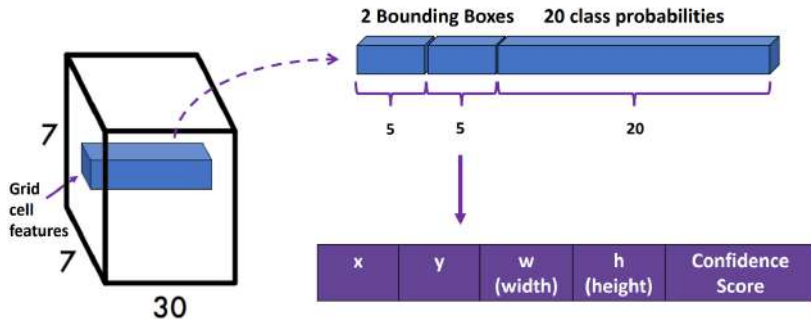 2 Bounding Boxes
20 class probabilities
7
5
5
20
Grid
cell
features
7
30
x
y
w
(width)
h
(height)
Confidence
Score